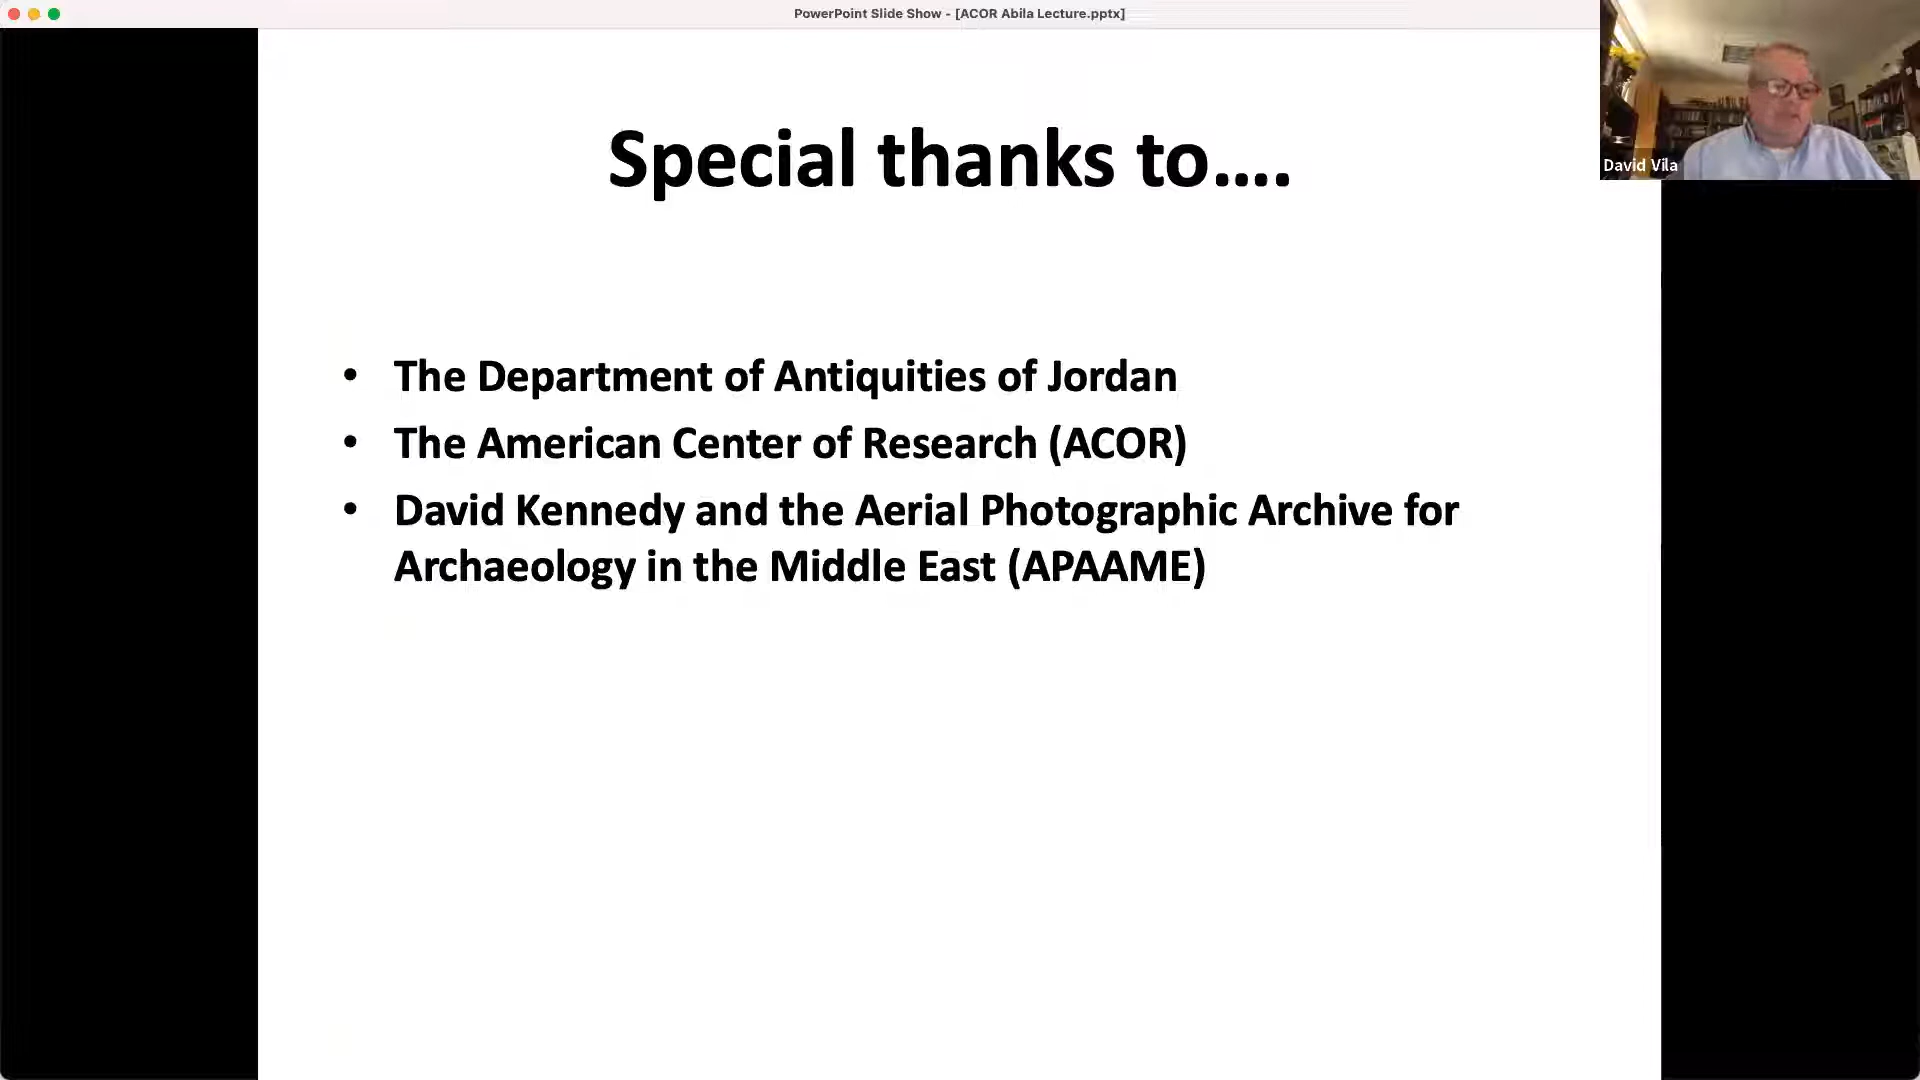 PowerPoint Slide Show - [ACOR Abila Lecture.pptx]
David Vila
Special thanks to....
• The Department of Antiquities of Jordan
• The American Center of Research (ACOR)
• David Kennedy and the Aerial Photographic Archive for
Archaeology in the Middle East (APAAME)